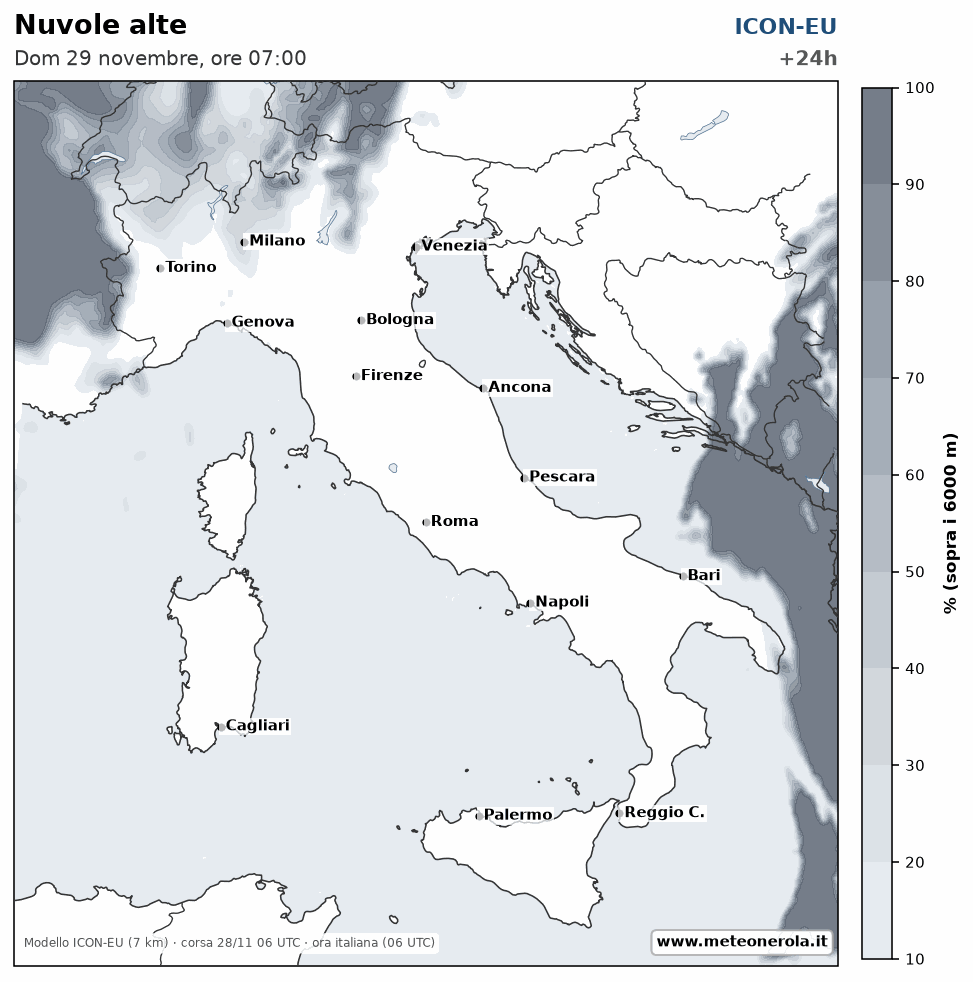 Nuvole alte
ICON-EU
Dom 29 novembre, ore 07:00
+24h
100
90
80
70
60
50
40
30
20
10
% (sopra i 6000 m)
Milano
Venezia
Torino
Genova
Bologna
Firenze
Ancona
Pescara
Roma
Bari
Napoli
Cagliari
Palermo
Reggio C.
Modello ICON-EU (7 km) · corsa 28/11 06 UTC · ora italiana (06 UTC)
www.meteonerola.it